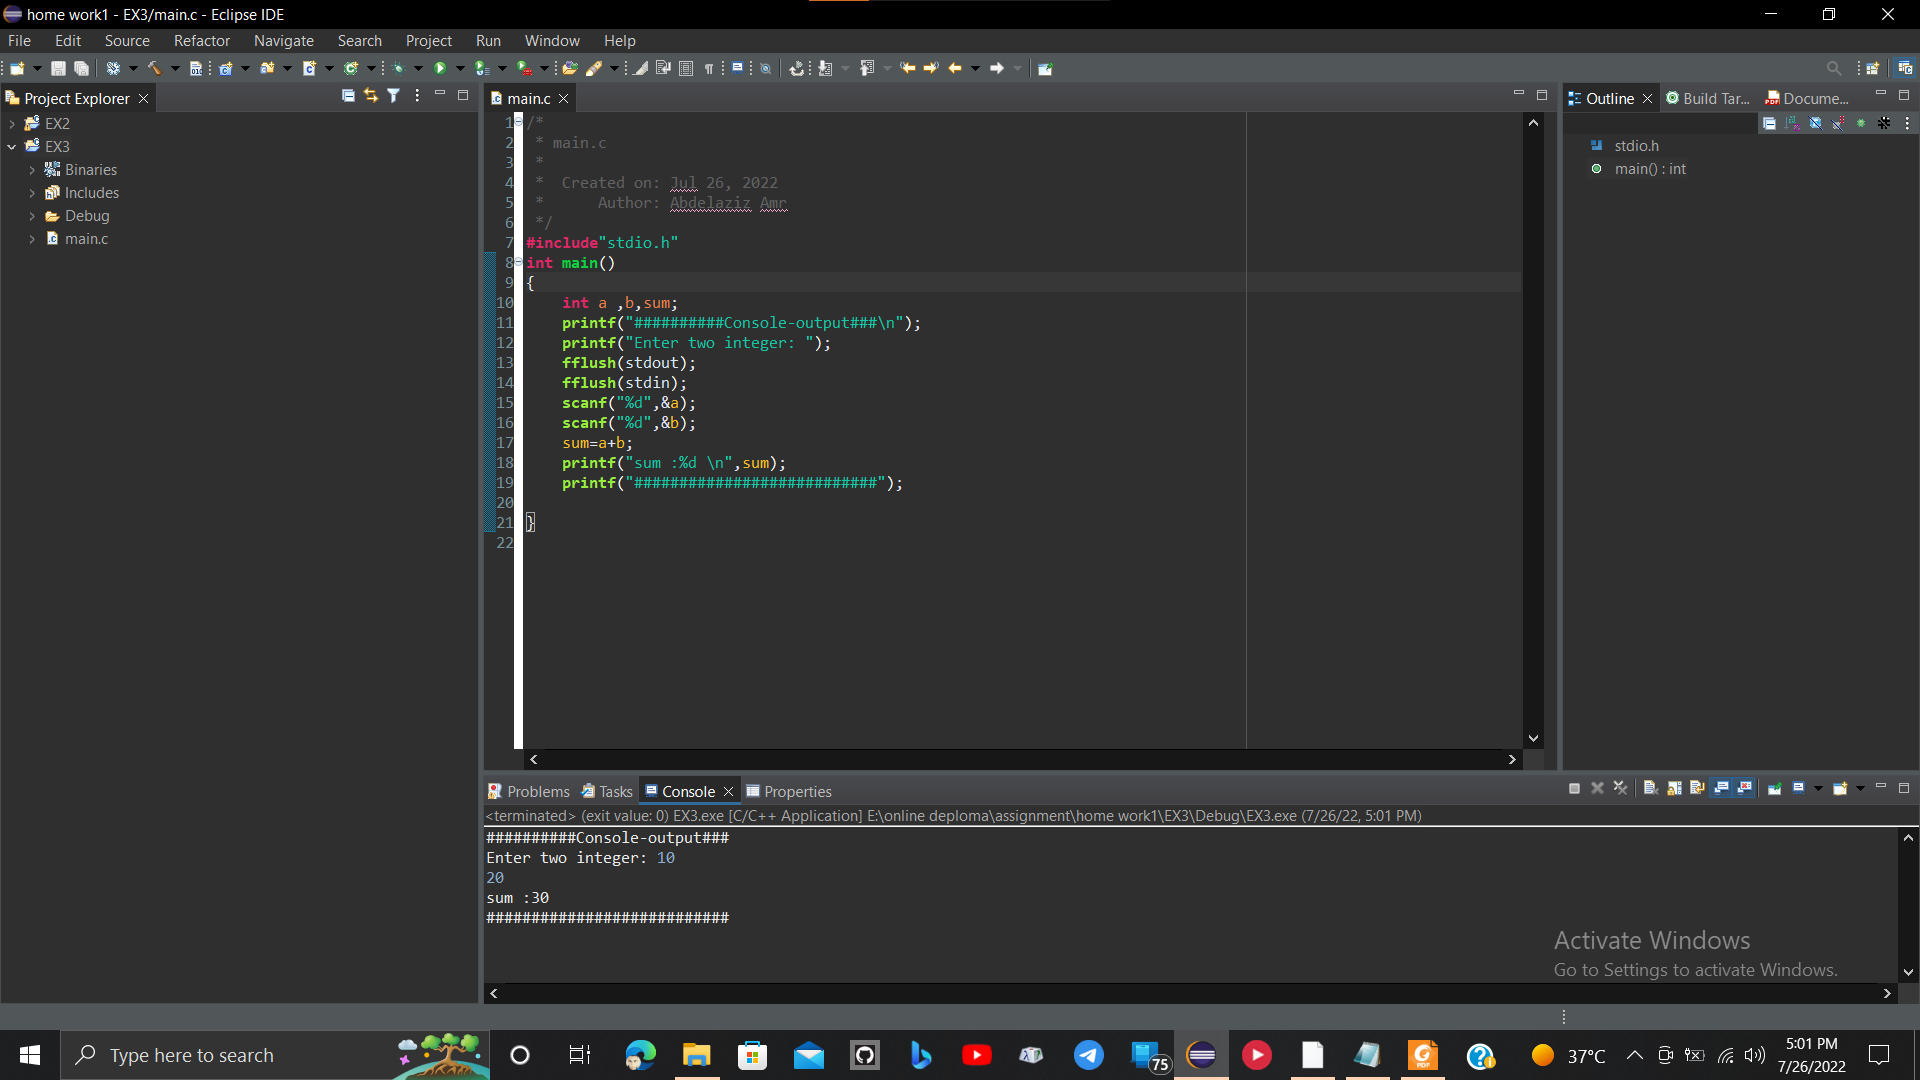 home work1 - EX3/main.c - Eclipse IDE
File Edit Source Refactor Navigate Search Project Run Window Help
Project Explorer
EX2
EX3
Binaries
Includes
Debug
main.c
main.c
1 /*
2  * main.c
3  *
4  *  Created on: Jul 26, 2022
5  *      Author: Abdelaziz Amr
6  */
7 #include"stdio.h"
8 int main()
9 {
10     int a ,b,sum;
11     printf("##########Console-output###\n");
12     printf("Enter two integer: ");
13     fflush(stdout);
14     fflush(stdin);
15     scanf("%d",&a);
16     scanf("%d",&b);
17     sum=a+b;
18     printf("sum :%d \n",sum);
19     printf("###########################");
20
21 }
22
Outline Build Tar... Docume...
stdio.h
main() : int
Problems Tasks Console Properties
<terminated> (exit value: 0) EX3.exe [C/C++ Application] E:\online deploma\assignment\home work1\EX3\Debug\EX3.exe (7/26/22, 5:01 PM)
##########Console-output###
Enter two integer: 10
20
sum :30
###########################
Activate Windows
Go to Settings to activate Windows.
Type here to search
75
37°C
5:01 PM
7/26/2022